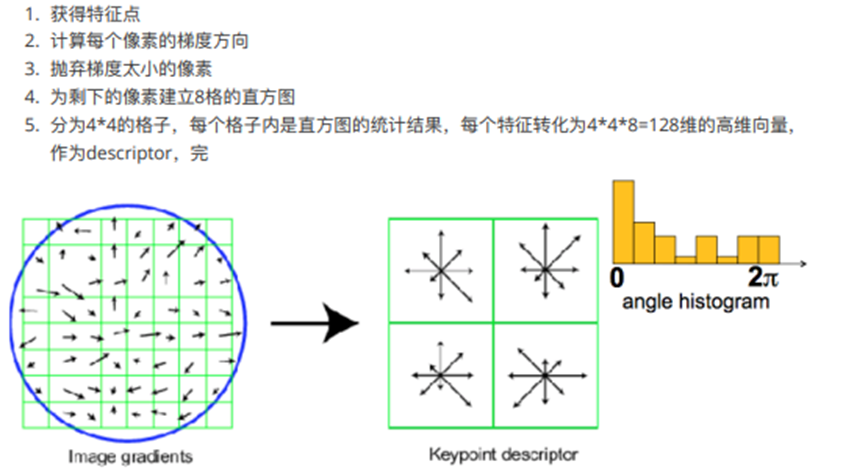 1. 获得特征点
2. 计算每个像素的梯度方向
3. 抛弃梯度太小的像素
4. 为剩下的像素建立8格的直方图
5. 分为4*4的格子，每个格子内是直方图的统计结果，每个特征转化为4*4*8=128维的高维向量，
作为descriptor，完
0
2π
angle histogram
Image gradients
Keypoint descriptor